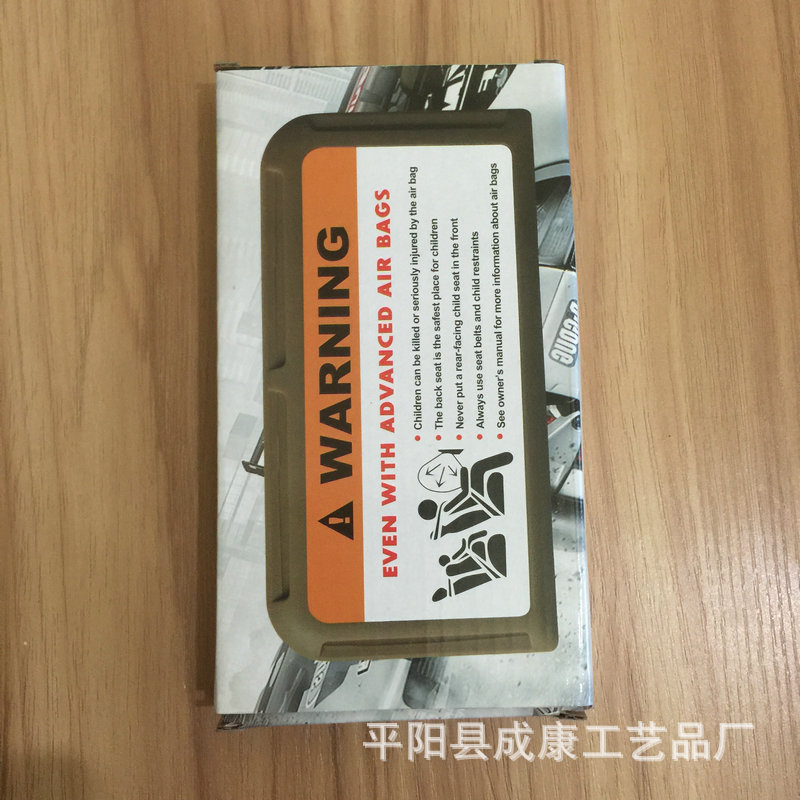 WARNING
EVEN WITH ADVANCED AIR BAGS
• Children can be killed or seriously injured by the air bag
• The back seat is the safest place for children
• Never put a rear-facing child seat in the front
• Always use seat belts and child restraints
• See owner's manual for more information about air bags
平阳县成康工艺品厂